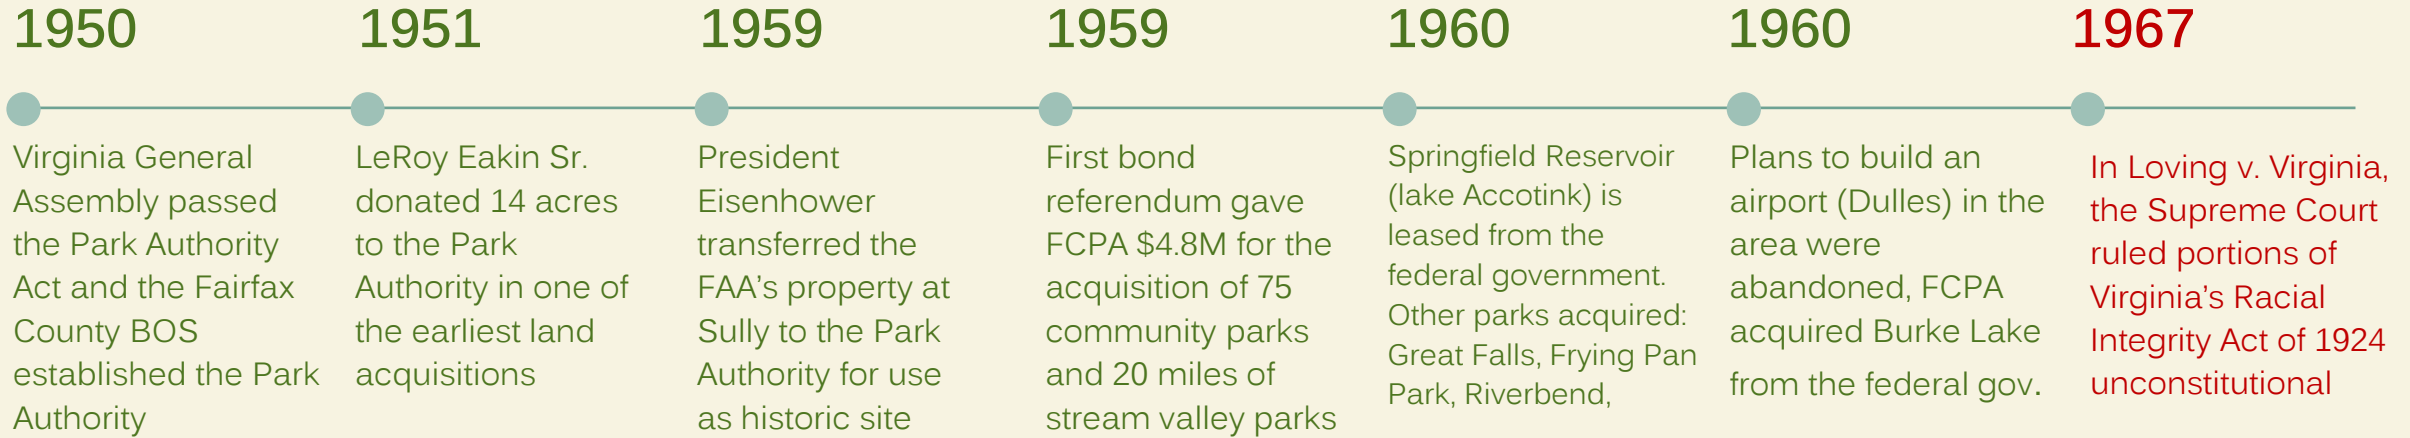 1950
Virginia General
Assembly passed
the Park Authority
Act and the Fairfax
County BOS
established the Park
Authority
1951
LeRoy Eakin Sr.
donated 14 acres
to the Park
Authority in one of
the earliest land
acquisitions
1959
President
Eisenhower
transferred the
FAA’s property at
Sully to the Park
Authority for use
as historic site
1959
First bond
referendum gave
FCPA $4.8M for the
acquisition of 75
community parks
and 20 miles of
stream valley parks
1960
Springfield Reservoir
(lake Accotink) is
leased from the
federal government.
Other parks acquired:
Great Falls, Frying Pan
Park, Riverbend,
1960
Plans to build an
airport (Dulles) in the
area were
abandoned, FCPA
acquired Burke Lake
from the federal gov.
1967
In Loving v. Virginia,
the Supreme Court
ruled portions of
Virginia’s Racial
Integrity Act of 1924
unconstitutional